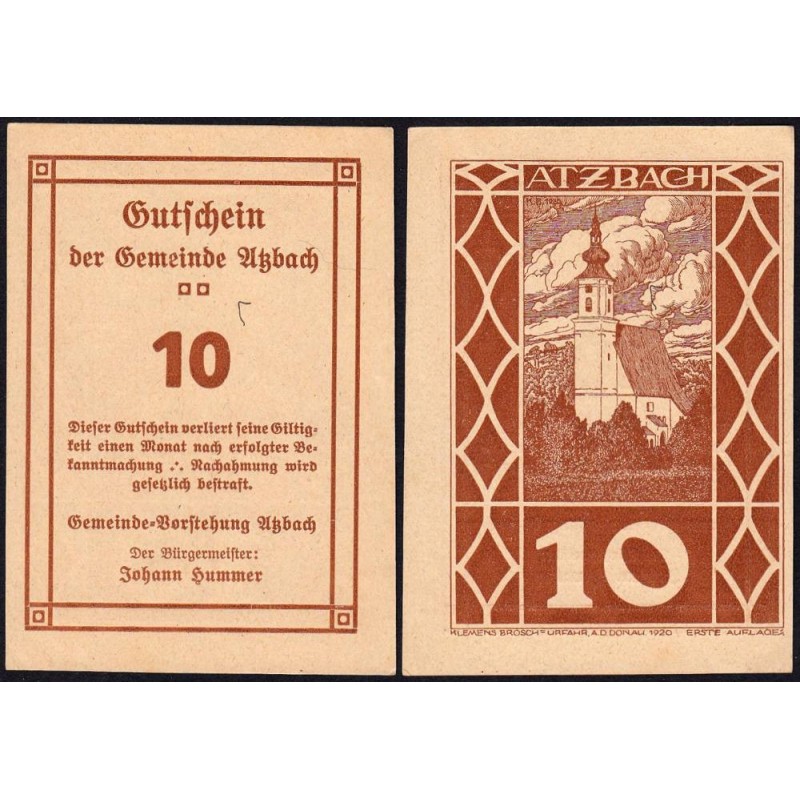 Gutschein
der Gemeinde Atzbach
10
Dieser Gutschein verliert seine Giltig-
keit einen Monat nach erfolgter Be-
kanntmachung ∴ Nachahmung wird
gesetzlich bestraft.
Gemeinde-Vorstehung Atzbach
Der Bürgermeister:
Johann Hummer
ATZBACH
K.B. 1920
10
KLEMENS BROSCH = URFAHR, A.D. DONAU. 1920 ERSTE AUFLAGE